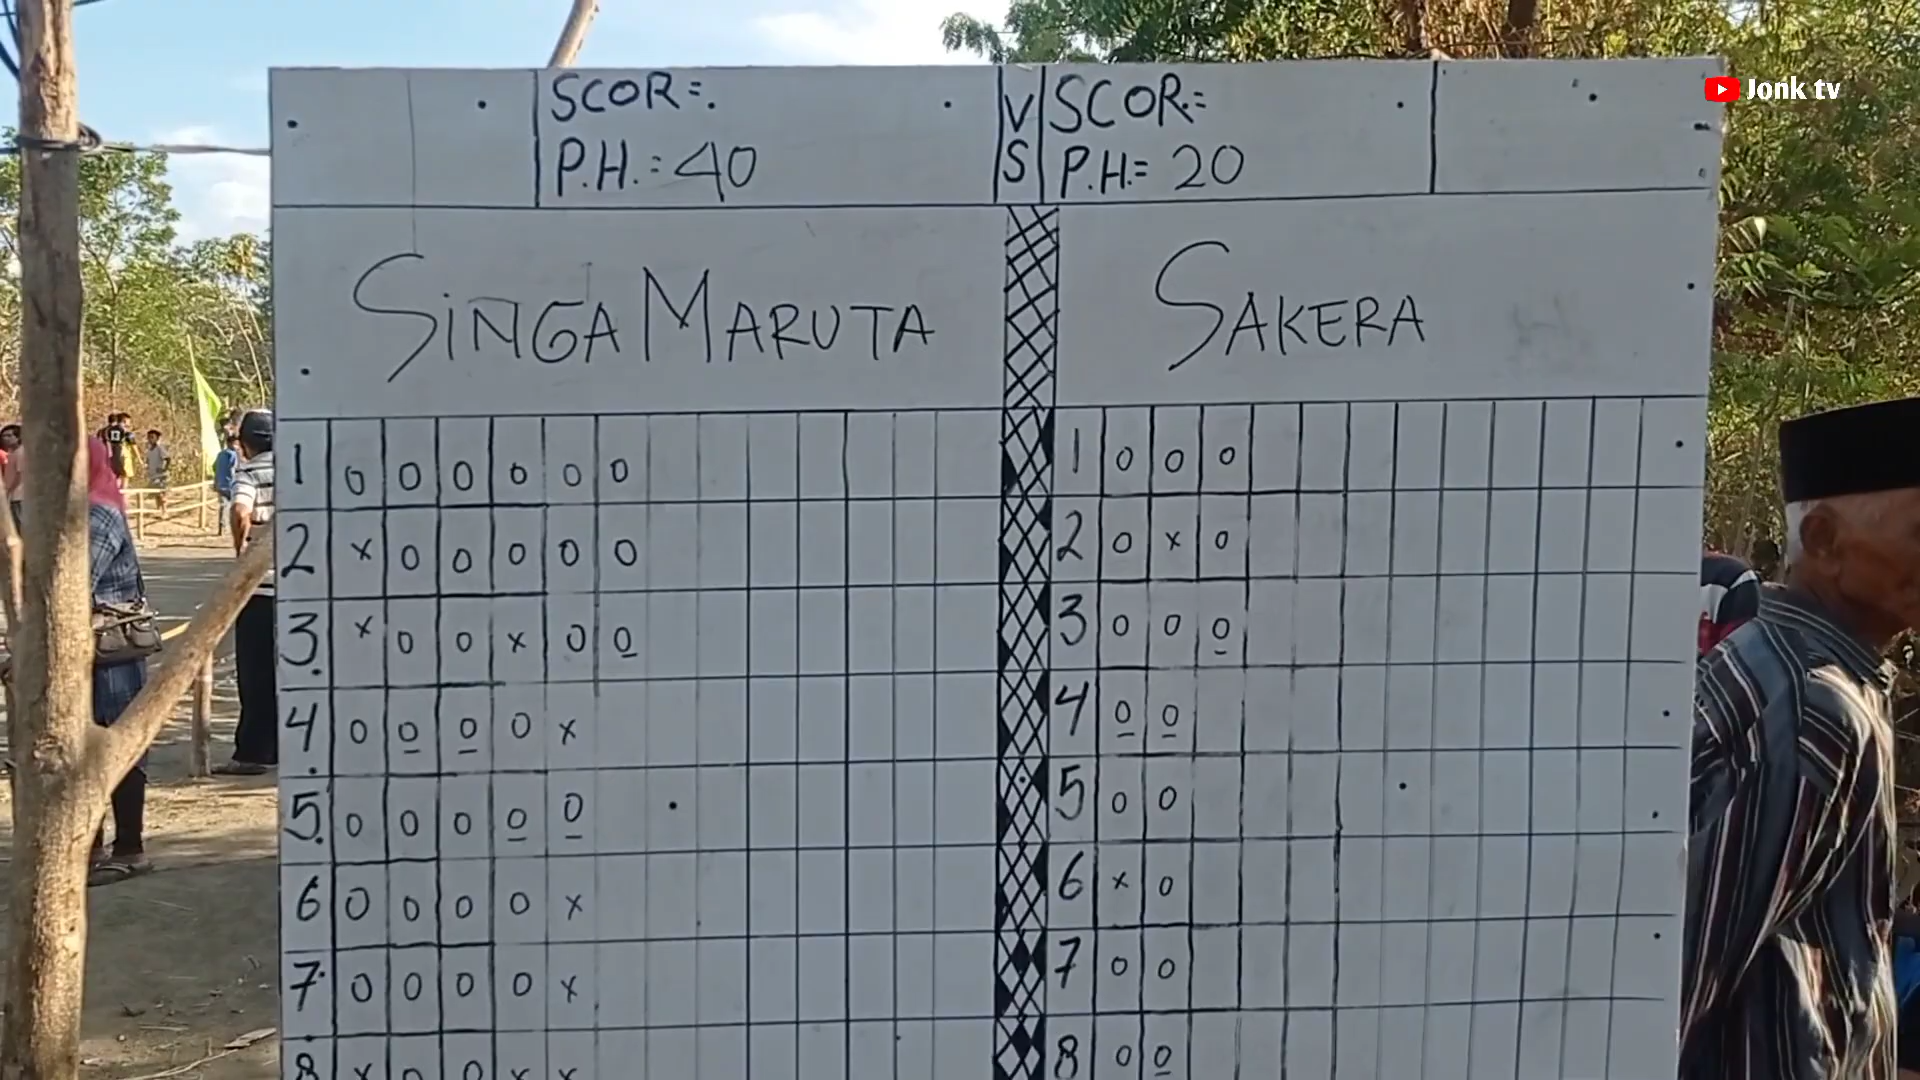 Jonk tv
SCOR=. V SCOR.=
P.H.=40 S P.H.= 20
SiNGA MARUTA SAKERA
1 0 0 0 0 0 0 1 0 0 0
2 x 0 0 0 0 0 2 0 x 0
3. x 0 0 x 0 0 3 0 0 0
4 0 0 0 0 x 4 0 0
5. 0 0 0 0 0 5 0 0
6 0 0 0 0 x 6 x 0
7 0 0 0 0 x 7 0 0
8 x 0 0 x x 8 0 0